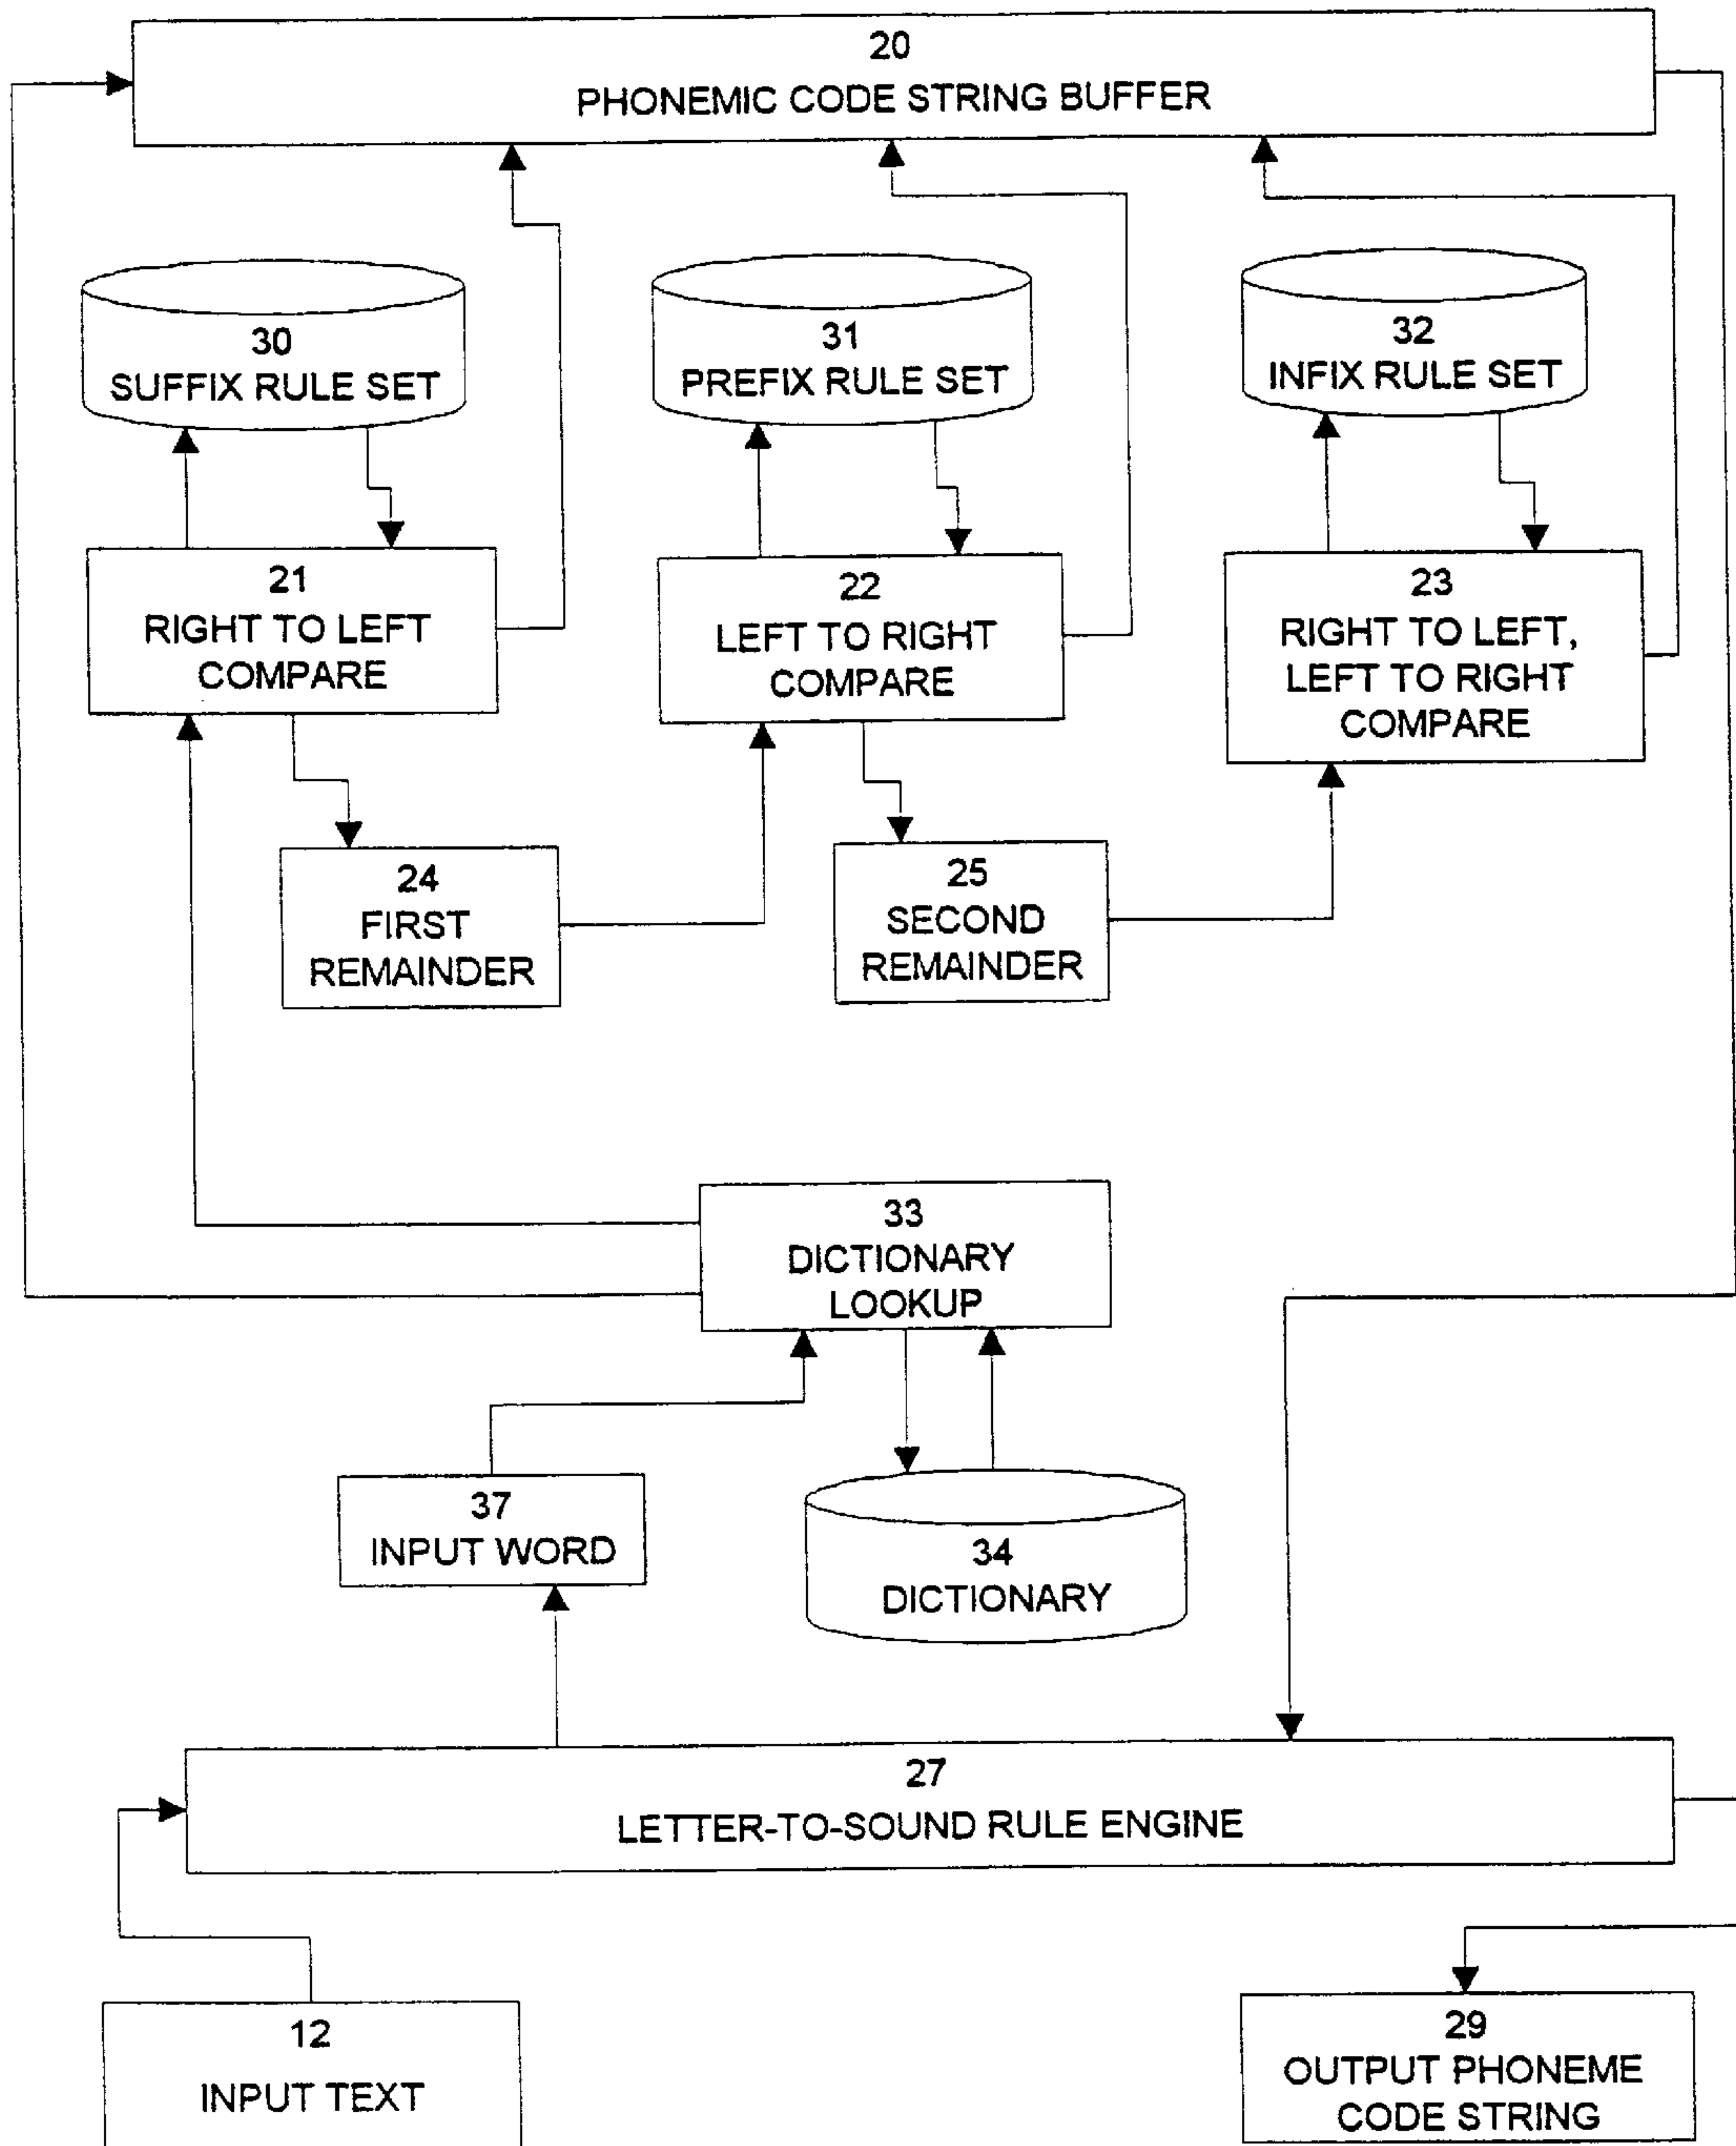 20
PHONEMIC CODE STRING BUFFER
30
SUFFIX RULE SET
31
PREFIX RULE SET
32
INFIX RULE SET
21
RIGHT TO LEFT
COMPARE
22
LEFT TO RIGHT
COMPARE
23
RIGHT TO LEFT,
LEFT TO RIGHT
COMPARE
24
FIRST
REMAINDER
25
SECOND
REMAINDER
33
DICTIONARY
LOOKUP
37
INPUT WORD
34
DICTIONARY
27
LETTER-TO-SOUND RULE ENGINE
12
INPUT TEXT
29
OUTPUT PHONEME
CODE STRING